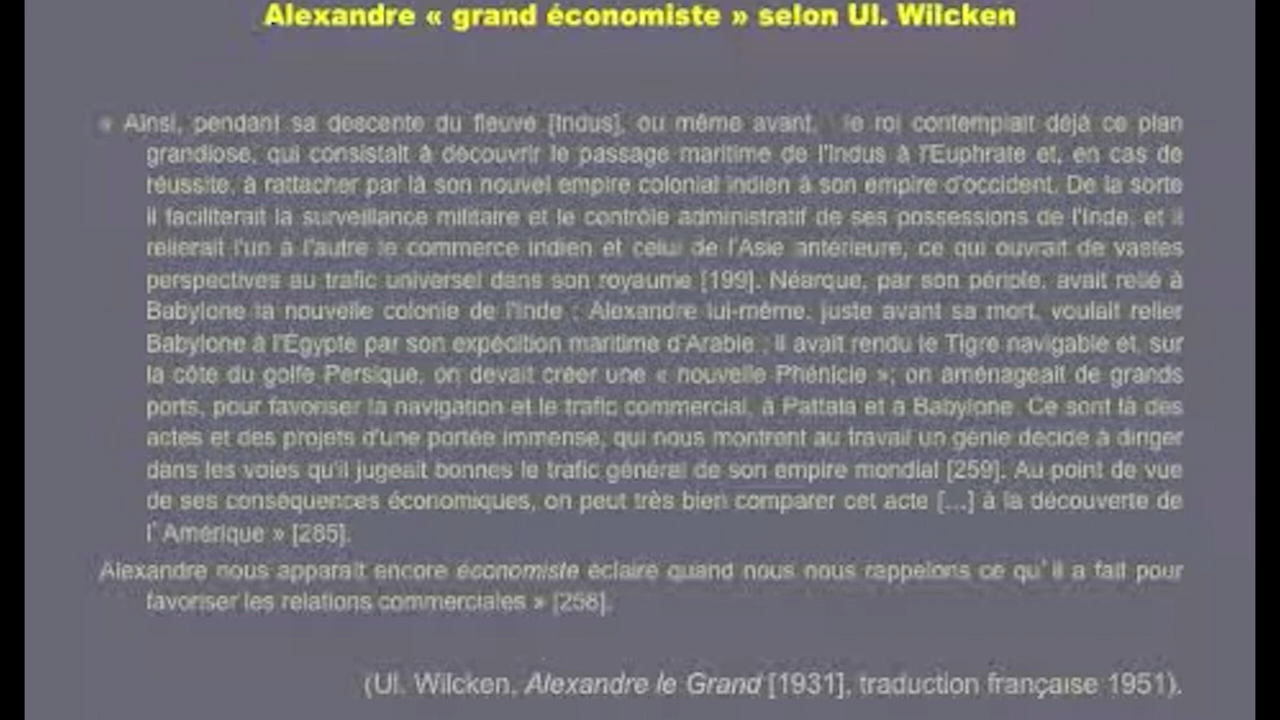 Alexandre « grand économiste » selon Ul. Wilcken
« Ainsi, pendant sa descente du fleuve [Indus], ou même avant, le roi contemplait déjà ce plan
grandiose, qui consistait à découvrir le passage maritime de l'Indus à l'Euphrate et, en cas de
réussite, à rattacher par là son nouvel empire colonial indien à son empire d'occident. De la sorte
il faciliterait la surveillance militaire et le contrôle administratif de ses possessions de l'Inde, et il
relierait l'un à l'autre le commerce indien et celui de l'Asie antérieure, ce qui ouvrait de vastes
perspectives au trafic universel dans son royaume [199]. Néarque, par son périple, avait relié à
Babylone la nouvelle colonie de l'Inde ; Alexandre lui-même, juste avant sa mort, voulait relier
Babylone à l'Égypte par son expédition maritime d'Arabie ; il avait rendu le Tigre navigable et, sur
la côte du golfe Persique, on devait créer une « nouvelle Phénicie »; on aménageait de grands
ports, pour favoriser la navigation et le trafic commercial, à Pattala et à Babylone. Ce sont là des
actes et des projets d'une portée immense, qui nous montrent au travail un génie décidé à diriger
dans les voies qu'il jugeait bonnes le trafic général de son empire mondial [259]. Au point de vue
de ses conséquences économiques, on peut très bien comparer cet acte [...] à la découverte de
l'Amérique » [285].
Alexandre nous apparaît encore économiste éclairé quand nous nous rappelons ce qu'il a fait pour
favoriser les relations commerciales » [258].
(Ul. Wilcken, Alexandre le Grand [1931], traduction française 1951).